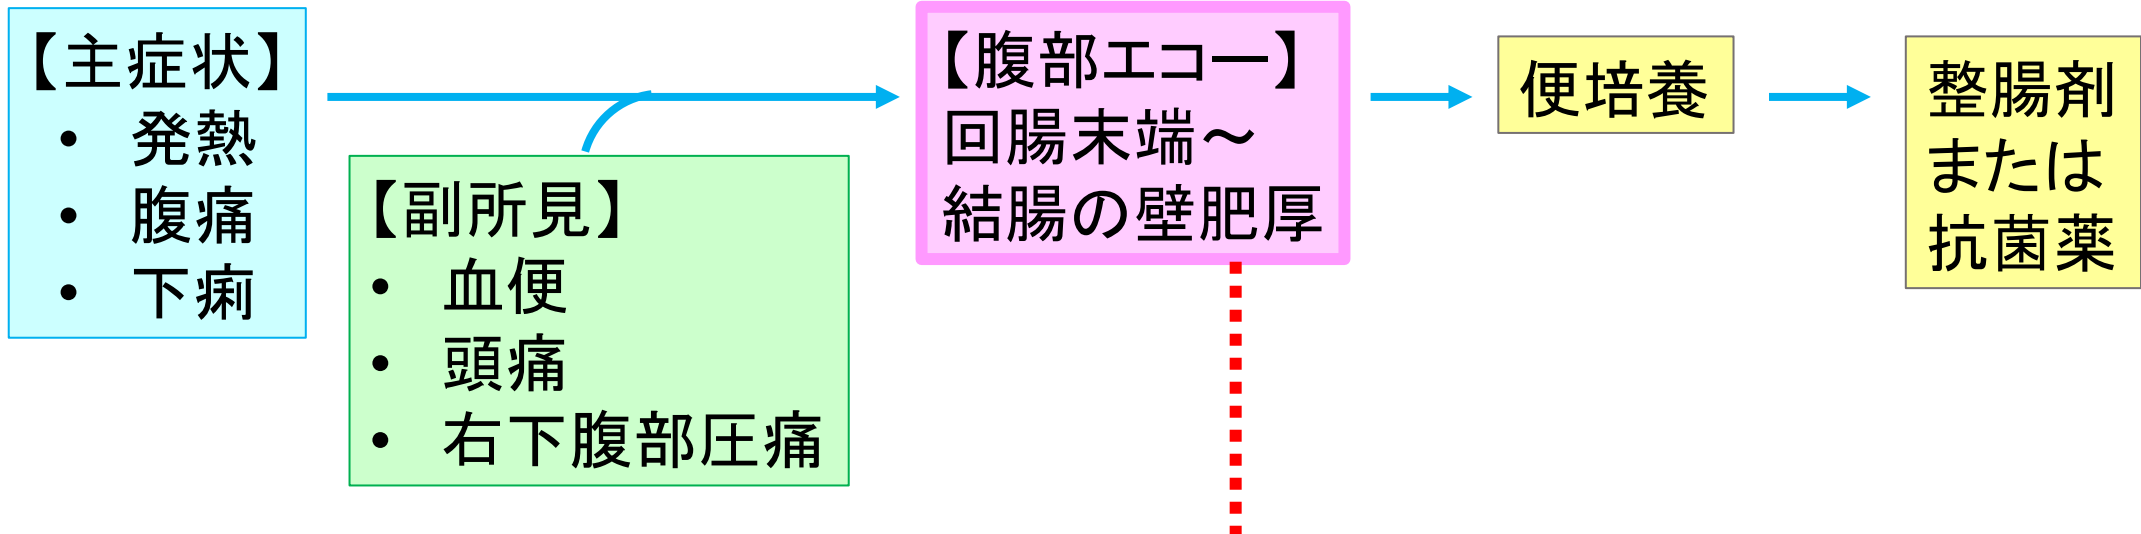 【主症状】
• 発熱
• 腹痛
• 下痢
【副所見】
• 血便
• 頭痛
• 右下腹部圧痛
【腹部エコー】
回腸末端～
結腸の壁肥厚
便培養
整腸剤
または
抗菌薬